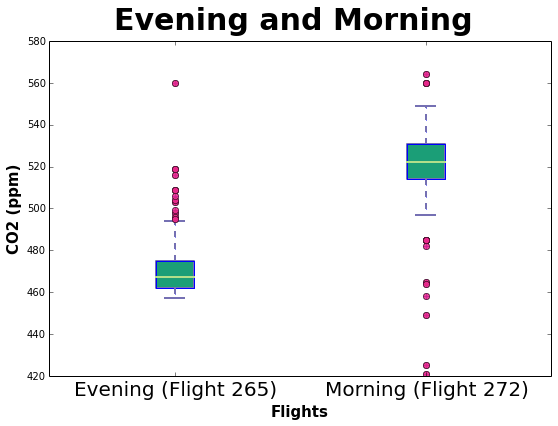 Evening and Morning
580
560
540
520
500
480
460
440
420
CO2 (ppm)
Evening (Flight 265) Morning (Flight 272)
Flights